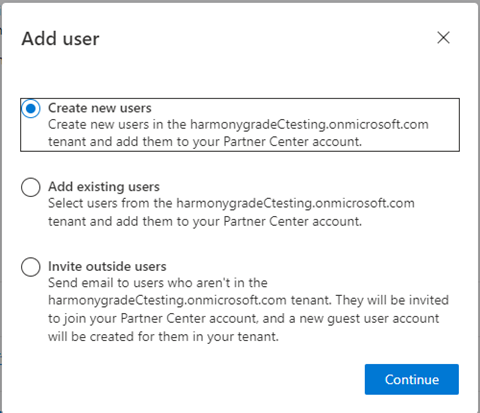 Add user
Create new users
Create new users in the harmonygradeCtesting.onmicrosoft.com
tenant and add them to your Partner Center account.
Add existing users
Select users from the harmonygradeCtesting.onmicrosoft.com
tenant and add them to your Partner Center account.
Invite outside users
Send email to users who aren't in the
harmonygradeCtesting.onmicrosoft.com tenant. They will be invited
to join your Partner Center account, and a new guest user account
will be created for them in your tenant.
Continue